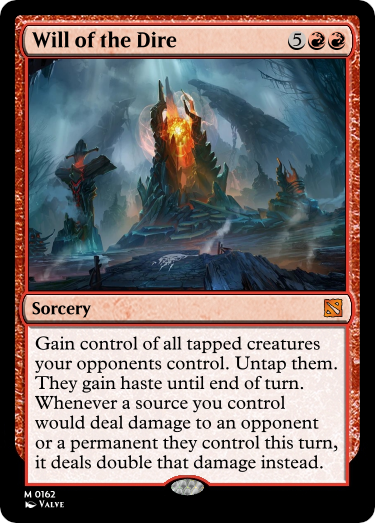 Will of the Dire 5
Sorcery
Gain control of all tapped creatures
your opponents control. Untap them.
They gain haste until end of turn.
Whenever a source you control
would deal damage to an opponent
or a permanent they control this turn,
it deals double that damage instead.
M 0162
Valve